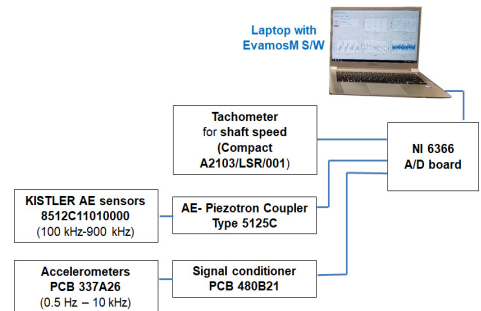 Laptop with
EvamosM S/W
Tachometer
for shaft speed
(Compact
A2103/LSR/001)
NI 6366
A/D board
KISTLER AE sensors
8512C11010000
(100 kHz-900 kHz)
AE- Piezotron Coupler
Type 5125C
Accelerometers
PCB 337A26
(0.5 Hz – 10 kHz)
Signal conditioner
PCB 480B21